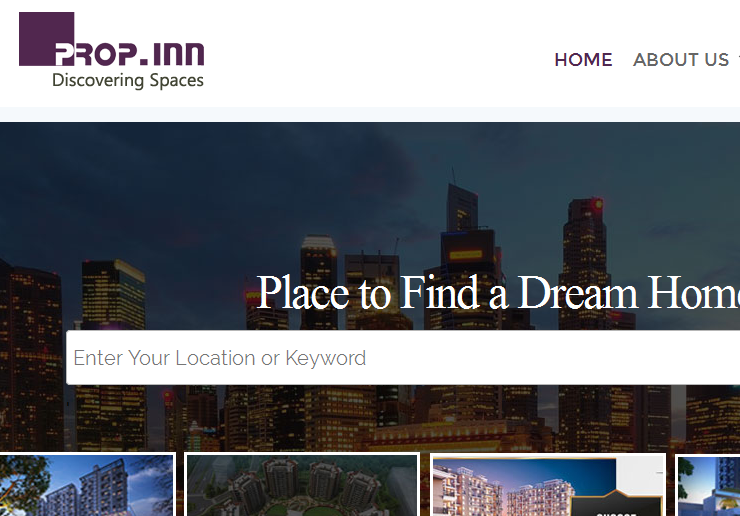 PROP.INN
Discovering Spaces
HOME ABOUT US
Place to Find a Dream Home
Enter Your Location or Keyword